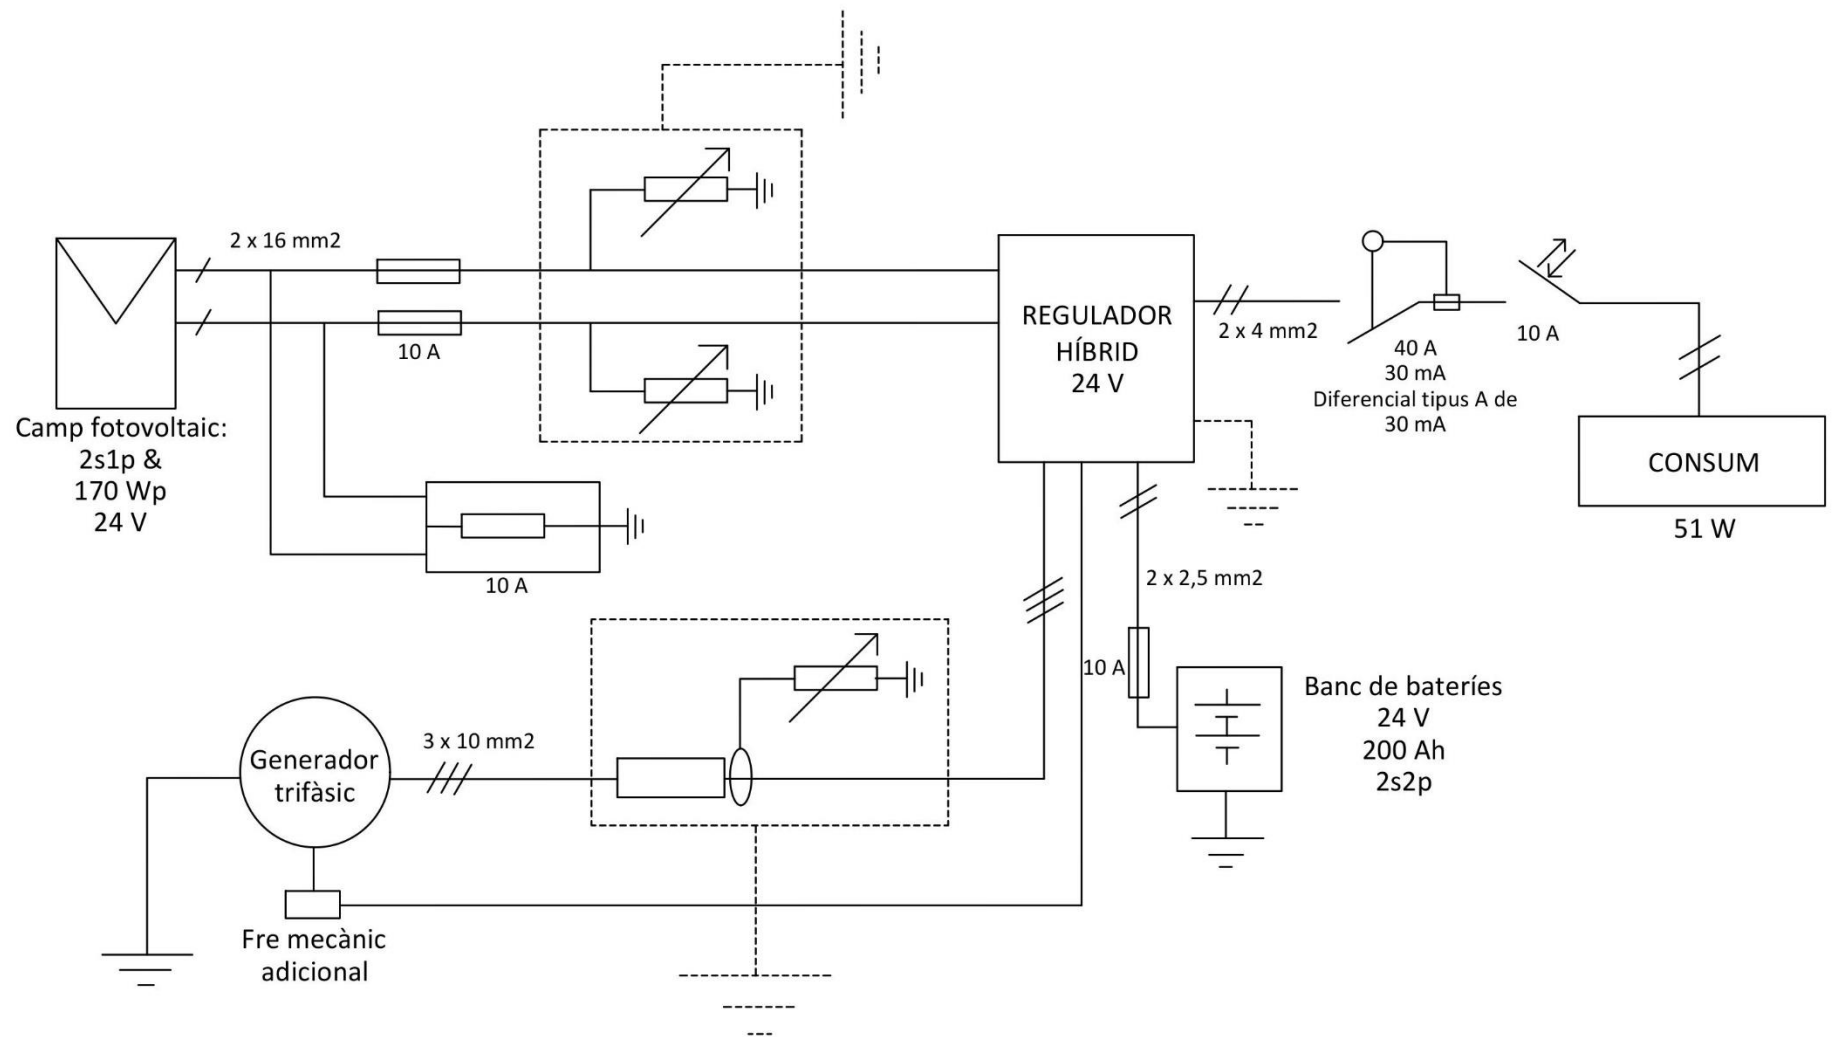 2 x 16 mm2
10 A
Camp fotovoltaic:
2s1p &
170 Wp
24 V
10 A
REGULADOR
HÍBRID
24 V
2 x 4 mm2
40 A
30 mA
Diferencial tipus A de
30 mA
10 A
CONSUM
51 W
2 x 2,5 mm2
10 A
Banc de bateríes
24 V
200 Ah
2s2p
Generador
trifàsic
3 x 10 mm2
Fre mecànic
adicional